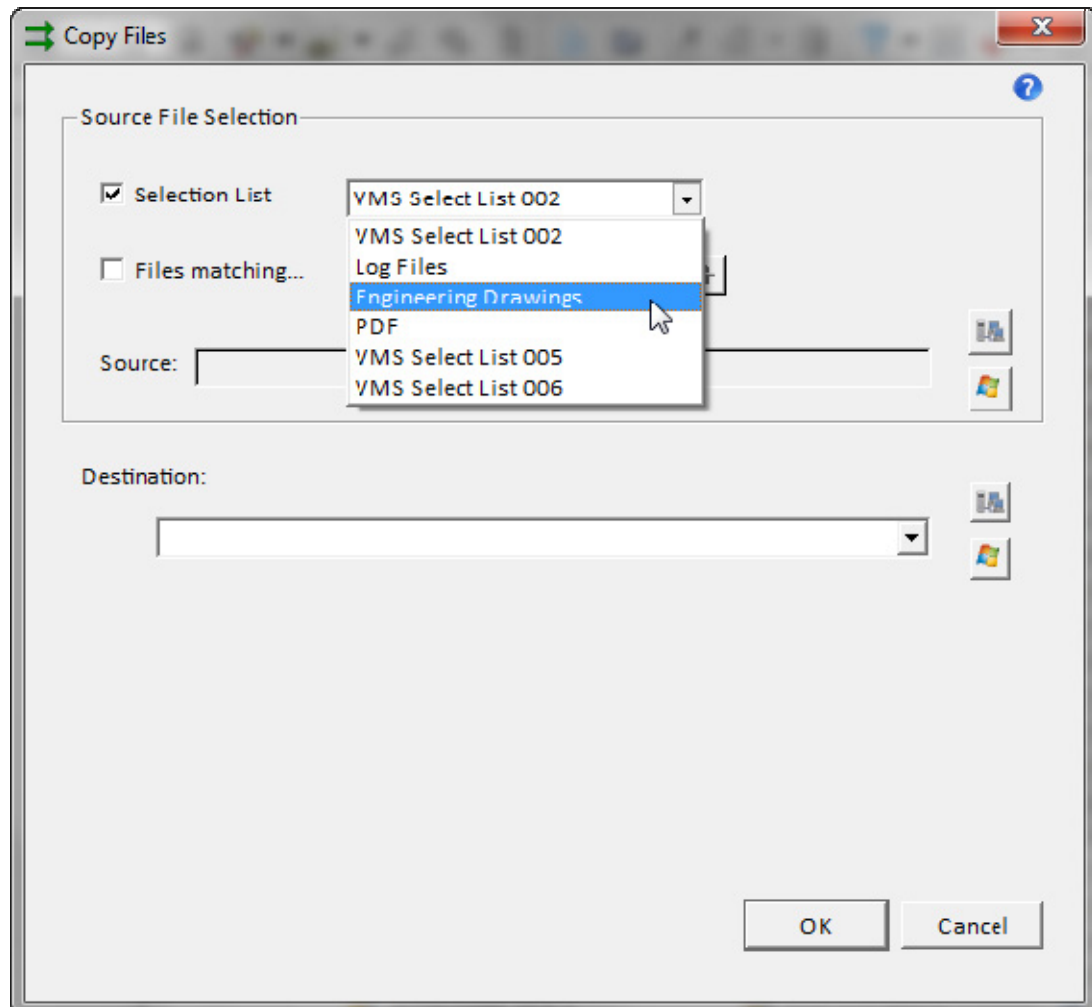 Copy Files
Source File Selection
Selection List
VMS Select List 002
VMS Select List 002
Log Files
Engineering Drawings
PDF
VMS Select List 005
VMS Select List 006
Files matching...
Source:
Destination:
OK
Cancel